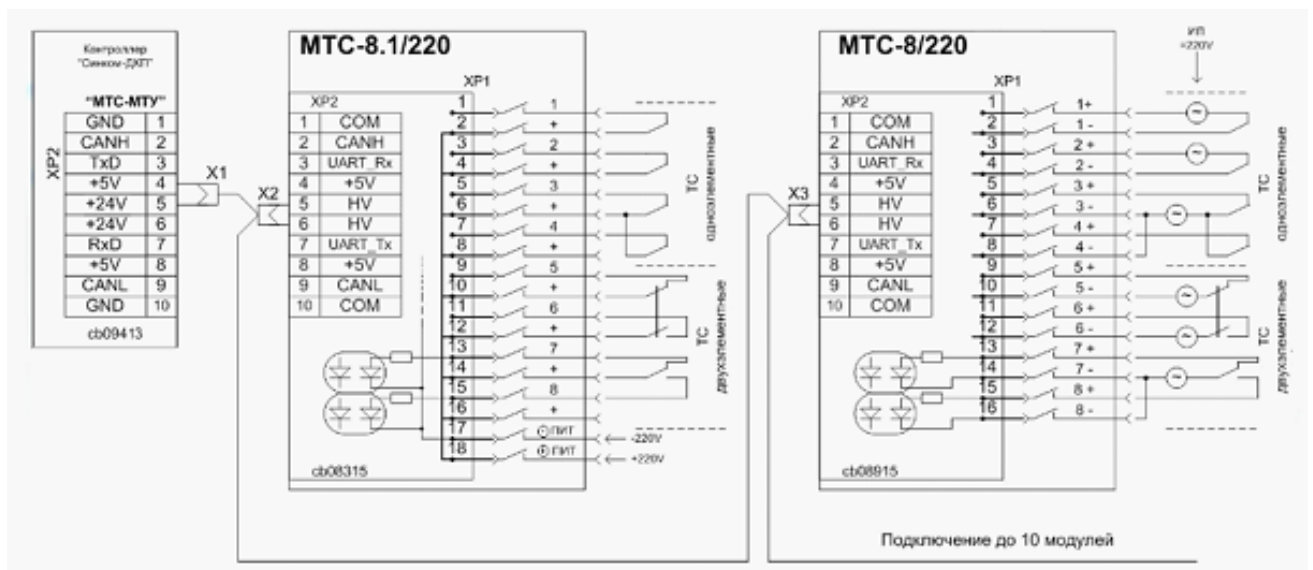 Контроллер
"Синком-ДКП"
"МТС-МТУ"
XP2
GND 1
CANH 2
TxD 3
+5V 4
+24V 5
+24V 6
RxD 7
+5V 8
CANL 9
GND 10
cb09413
X1
X2
МТС-8.1/220
XP1
XP2
1 COM
2 CANH
3 UART_Rx
4 +5V
5 HV
6 HV
7 UART_Tx
8 +5V
9 CANL
10 COM
1 1
2 +
3 2
4 +
5 3
6 +
7 4
8 +
9 5
10 +
11 6
12 +
13 7
14 +
15 8
16 +
17 ПИТ -220V
18 ПИТ +220V
ТС
одноэлементные
ТС
двухэлементные
cb08315
X3
МТС-8/220
XP1
XP2
1 COM
2 CANH
3 UART_Rx
4 +5V
5 HV
6 HV
7 UART_Tx
8 +5V
9 CANL
10 COM
1 1+
2 1 -
3 2 +
4 2 -
5 3 +
6 3 -
7 4 +
8 4 -
9 5 +
10 5 -
11 6 +
12 6 -
13 7 +
14 7 -
15 8 +
16 8 -
ИП
≈220V
ТС
одноэлементные
ТС
двухэлементные
cb08915
Подключение до 10 модулей